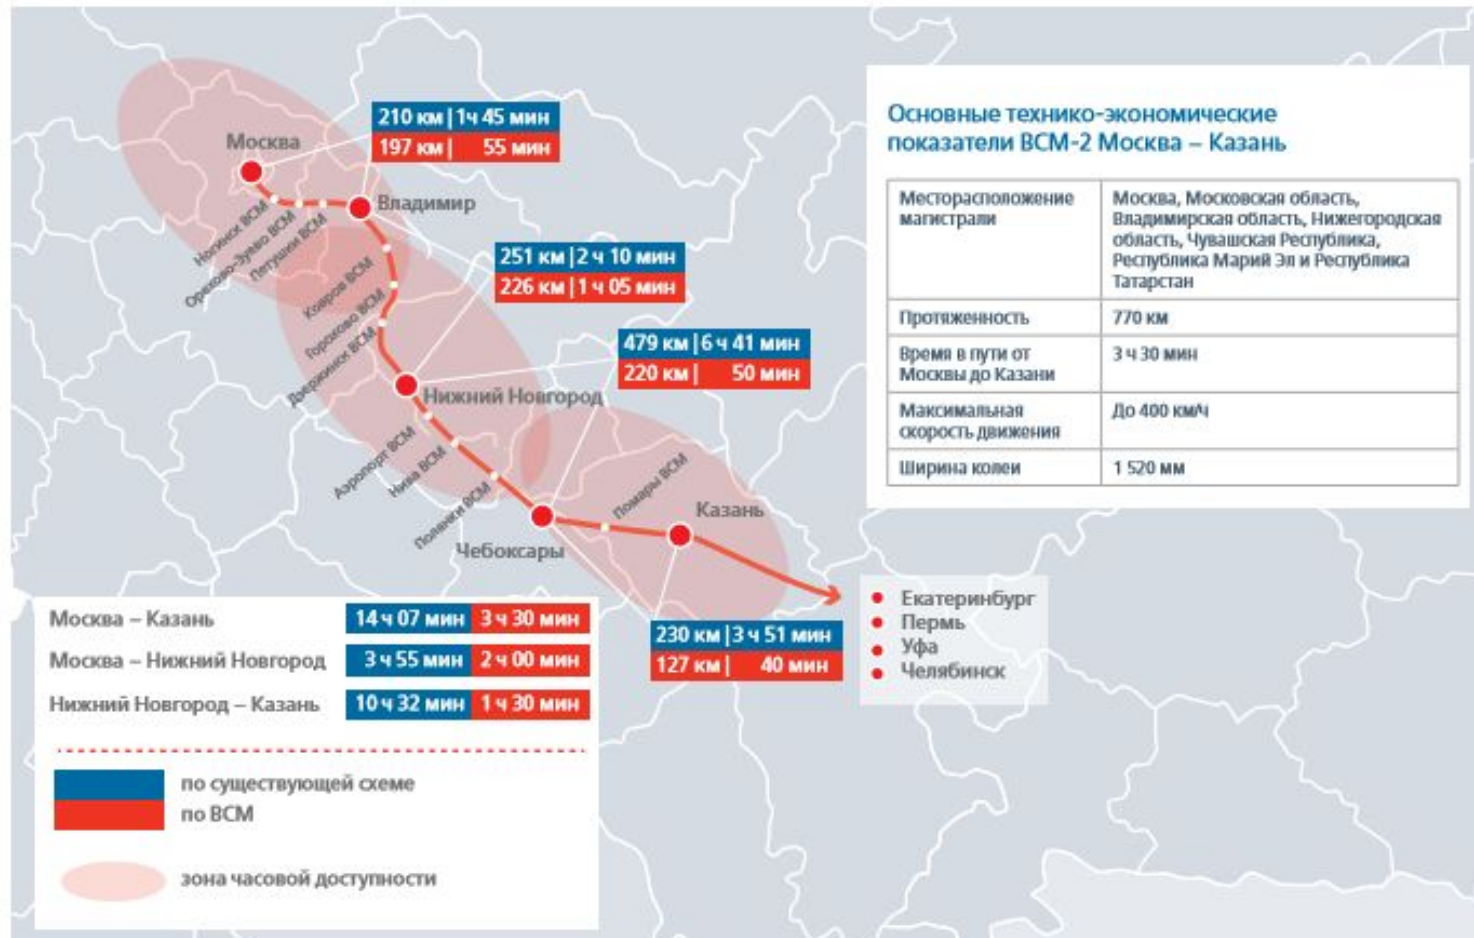 210 км | 1ч 45 мин
197 км | 55 мин
Москва
Владимир
Ногинск ВСМ
Орехово-Зуево ВСМ
Петушки ВСМ
251 км | 2 ч 10 мин
226 км | 1 ч 05 мин
Ковров ВСМ
Горохово ВСМ
Дзержинск ВСМ
479 км | 6 ч 41 мин
220 км | 50 мин
Нижний Новгород
Аэропорт ВСМ
Нива ВСМ
Полянки ВСМ
Помары ВСМ
Чебоксары
Казань
230 км | 3 ч 51 мин
127 км | 40 мин
Екатеринбург
Пермь
Уфа
Челябинск
Основные технико-экономические
показатели ВСМ-2 Москва – Казань
Месторасположение
магистрали
Москва, Московская область,
Владимирская область, Нижегородская
область, Чувашская Республика,
Республика Марий Эл и Республика
Татарстан
Протяженность
770 км
Время в пути от
Москвы до Казани
3 ч 30 мин
Максимальная
скорость движения
До 400 км/ч
Ширина колеи
1 520 мм
Москва – Казань 14 ч 07 мин 3 ч 30 мин
Москва – Нижний Новгород 3 ч 55 мин 2 ч 00 мин
Нижний Новгород – Казань 10 ч 32 мин 1 ч 30 мин
по существующей схеме
по ВСМ
зона часовой доступности